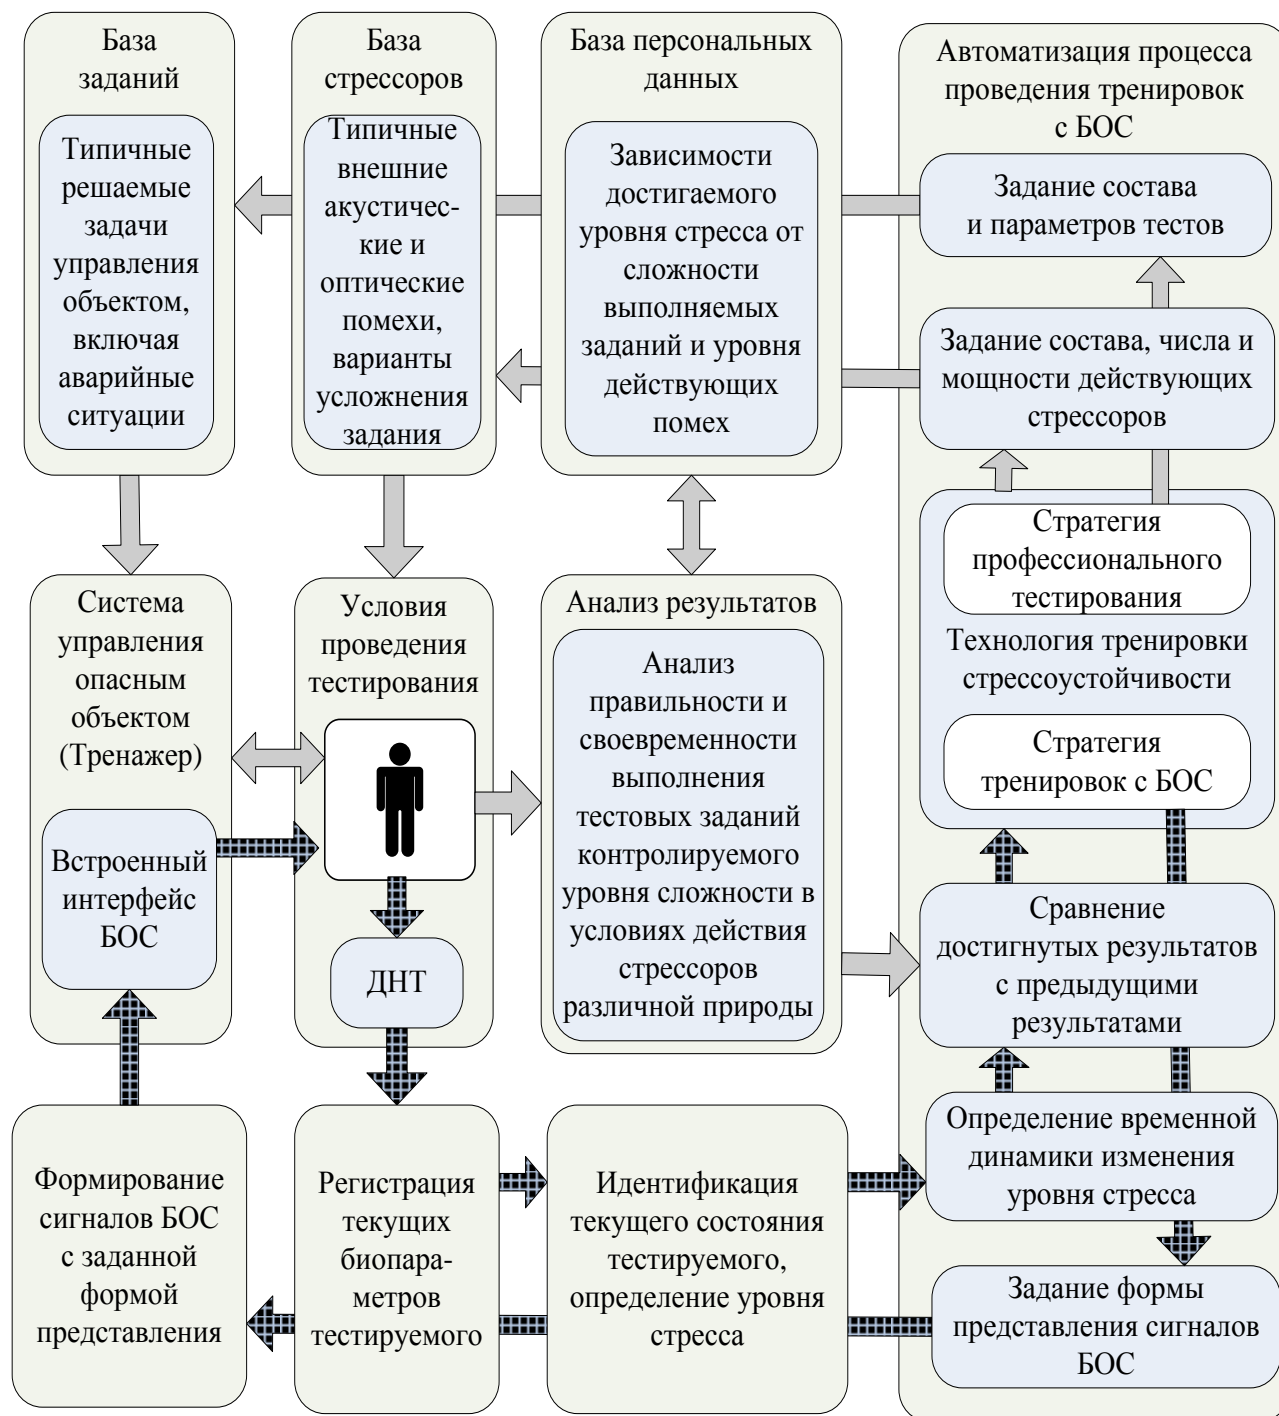 База
заданий
Типичные
решаемые
задачи
управления
объектом,
включая
аварийные
ситуации
База
стрессоров
Типичные
внешние
акустичес-
кие и
оптические
помехи,
варианты
усложнения
задания
База персональных
данных
Зависимости
достигаемого
уровня стресса от
сложности
выполняемых
заданий и уровня
действующих
помех
Автоматизация процесса
проведения тренировок
с БОС
Задание состава
и параметров тестов
Задание состава, числа и
мощности действующих
стрессоров
Стратегия
профессионального
тестирования
Технология тренировки
стрессоустойчивости
Стратегия
тренировок с БОС
Сравнение
достигнутых результатов
с предыдущими
результатами
Определение временной
динамики изменения
уровня стресса
Задание формы
представления сигналов
БОС
Система
управления
опасным
объектом
(Тренажер)
Встроенный
интерфейс
БОС
Условия
проведения
тестирования
ДНТ
Анализ результатов
Анализ
правильности и
своевременности
выполнения
тестовых заданий
контролируемого
уровня сложности в
условиях действия
стрессоров
различной природы
Формирование
сигналов БОС
с заданной
формой
представления
Регистрация
текущих
биопара-
метров
тестируемого
Идентификация
текущего состояния
тестируемого,
определение уровня
стресса